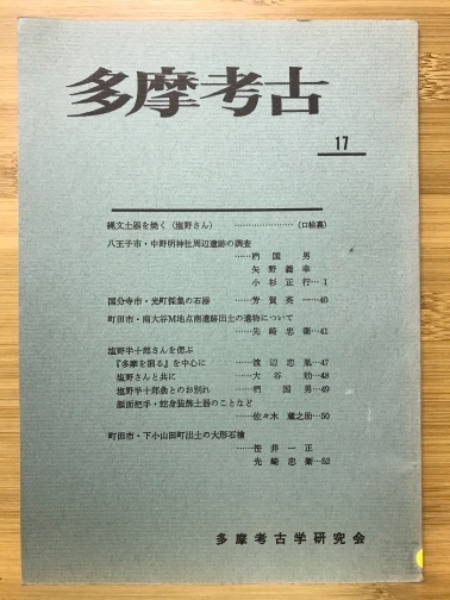 多摩考古
17
縄文土器を焼く（塩野さん） ……………………（口絵裏）
八王子市・中野明神社周辺遺跡の調査
……椚 国 男
矢 野 義 幸
小 杉 正 行…1
国分寺市・光町採集の石器 ……芳 賀 英 一…40
町田市・南大谷M地点南遺跡出土の遺物について
……先 崎 忠 衛…41
塩野半十郎さんを偲ぶ
『多摩を掘る』を中心に ……渡 辺 忠 胤…47
塩野さんと共に ……大 谷 勁…48
塩野半十郎翁とのお別れ ……椚 国 男…49
顔面把手・蛇身装飾土器のことなど
……佐々木 蔵之助…50
町田市・下小山田町出土の大形石槍
……笹 井 一 正
先 崎 忠 衛…52
多摩考古学研究会